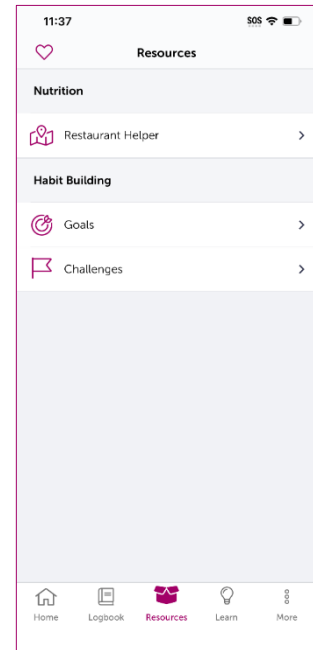 11:37 SOS
Resources
Nutrition
Restaurant Helper
Habit Building
Goals
Challenges
Home Logbook Resources Learn More